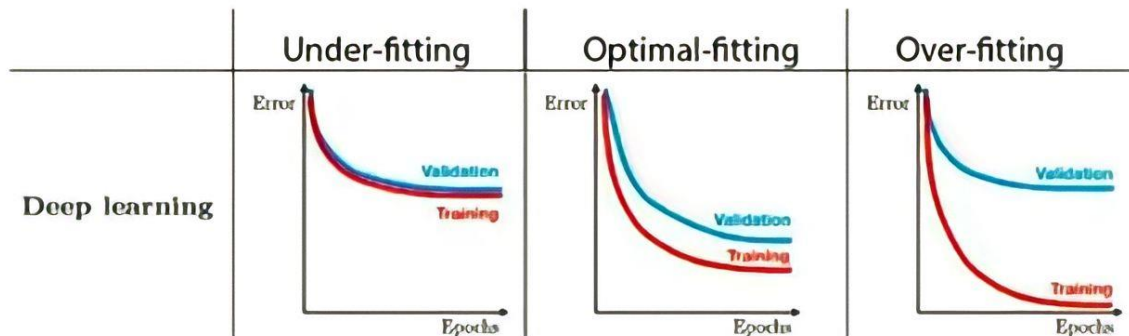 Under-fitting
Optimal-fitting
Over-fitting
Deep learning
Error
Validation
Training
Epochs
Error
Validation
Training
Epochs
Error
Validation
Training
Epochs